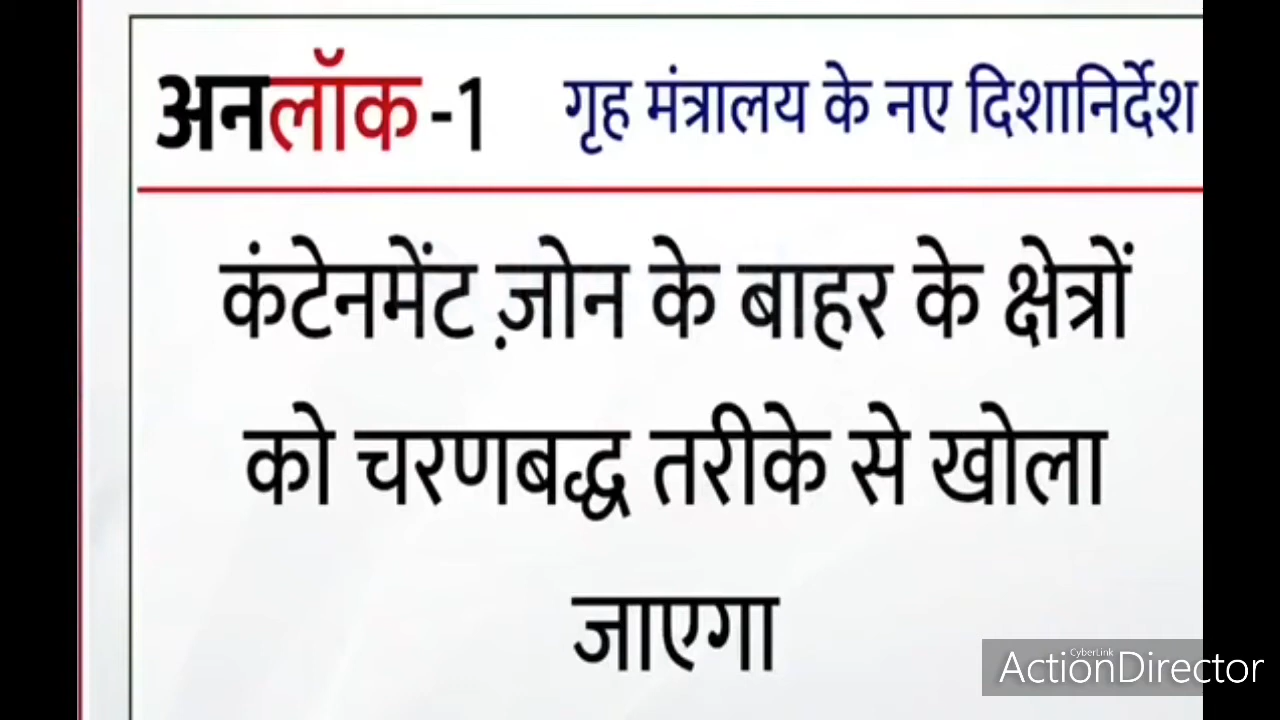 अनलॉक-1 गृह मंत्रालय के नए दिशानिर्देश
कंटेनमेंट ज़ोन के बाहर के क्षेत्रों
को चरणबद्ध तरीके से खोला
जाएगा
CyberLink
ActionDirector